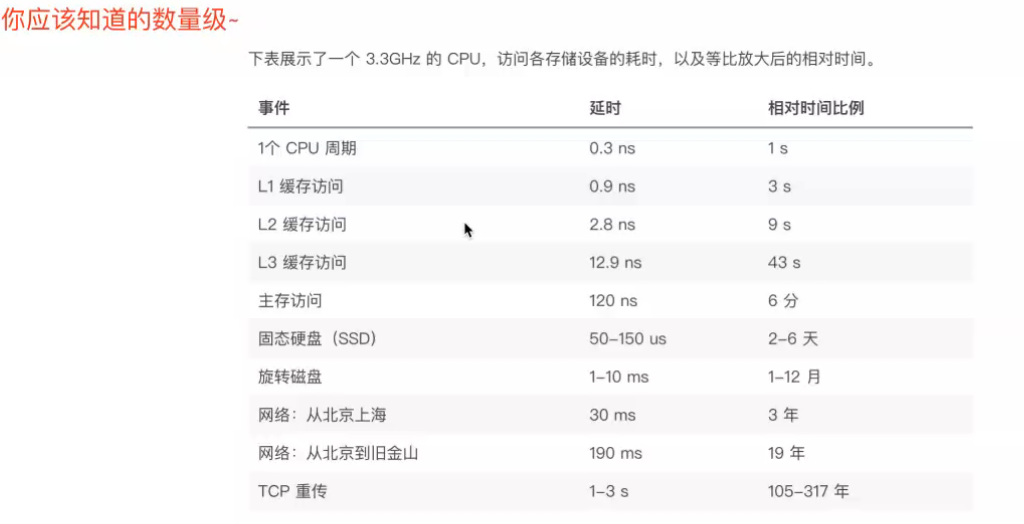 你应该知道的数量级~
下表展示了一个 3.3GHz 的 CPU，访问各存储设备的耗时，以及等比放大后的相对时间。
事件 延时 相对时间比例
1个 CPU 周期 0.3 ns 1 s
L1 缓存访问 0.9 ns 3 s
L2 缓存访问 2.8 ns 9 s
L3 缓存访问 12.9 ns 43 s
主存访问 120 ns 6 分
固态硬盘（SSD） 50–150 us 2–6 天
旋转磁盘 1–10 ms 1–12 月
网络：从北京上海 30 ms 3 年
网络：从北京到旧金山 190 ms 19 年
TCP 重传 1–3 s 105–317 年